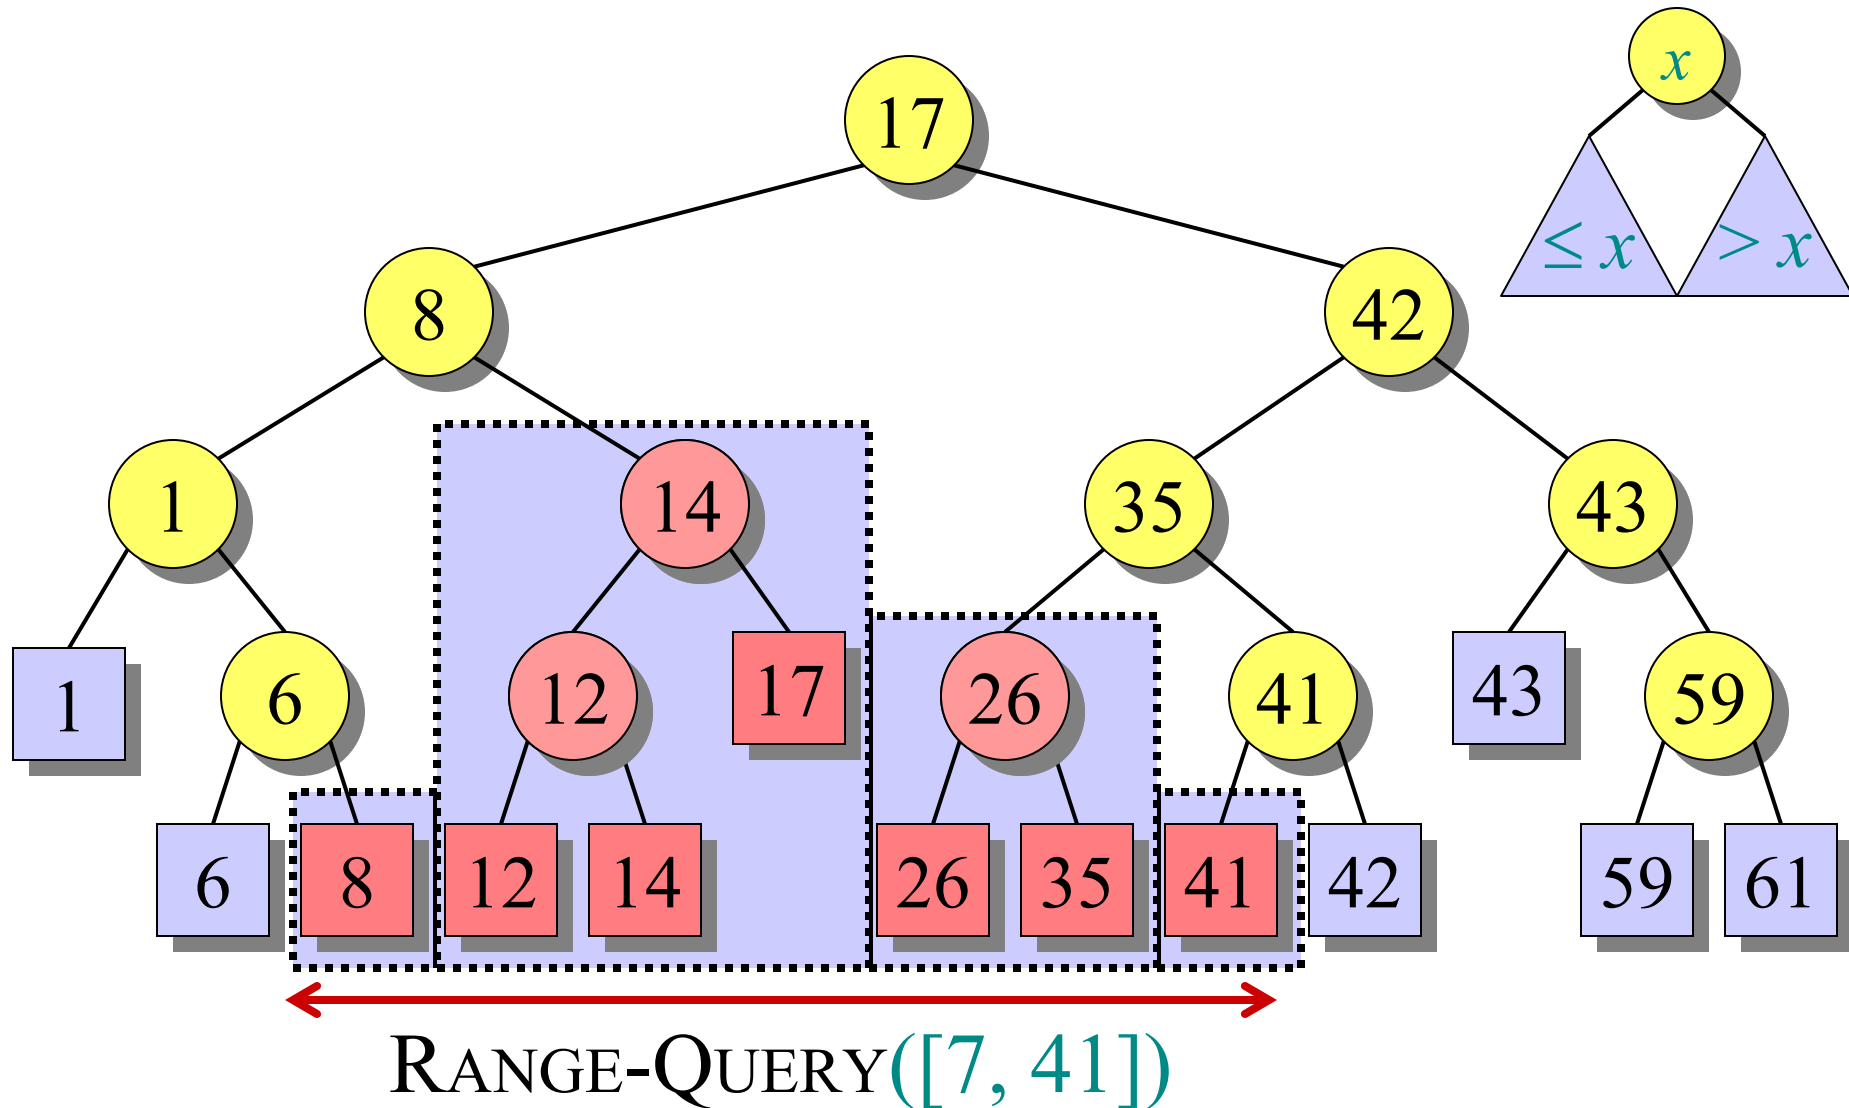 x
17
≤ x > x
8 42
1 14 35 43
1 6 12 17 26 41 43 59
6 8 12 14 26 35 41 42 59 61
RANGE-QUERY([7, 41])